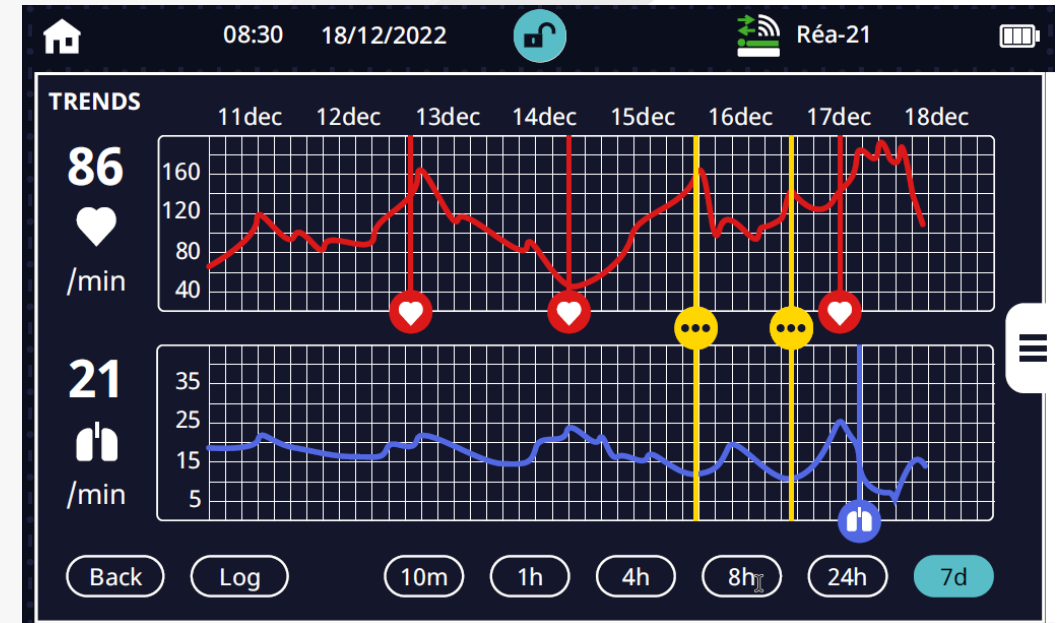 08:30 18/12/2022 Réa-21
TRENDS
11dec 12dec 13dec 14dec 15dec 16dec 17dec 18dec
86
/min
160
120
80
40
21
/min
35
25
15
5
Back Log 10m 1h 4h 8h 24h 7d